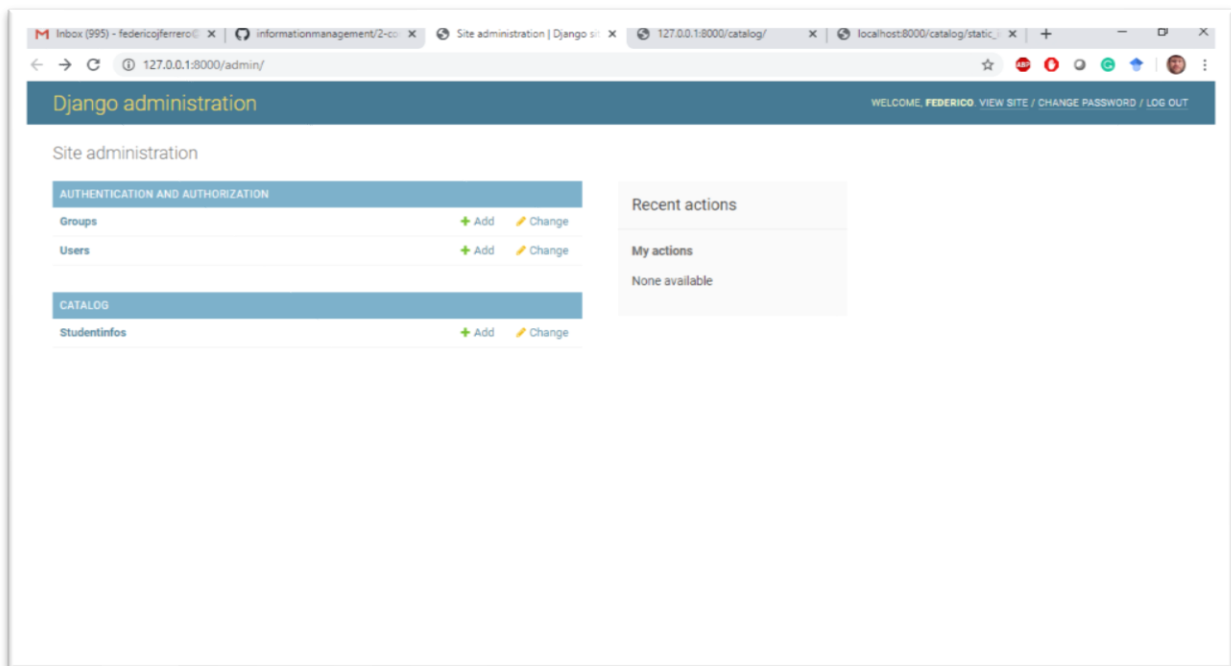 Inbox (995) - federicojferrero
informationmanagement/2-co
Site administration | Django si
127.0.0.1:8000/catalog/
localhost:8000/catalog/static_
127.0.0.1:8000/admin/
ABP
Django administration
WELCOME, FEDERICO. VIEW SITE / CHANGE PASSWORD / LOG OUT
Site administration
AUTHENTICATION AND AUTHORIZATION
Groups + Add Change
Users + Add Change
CATALOG
Studentinfos + Add Change
Recent actions
My actions
None available